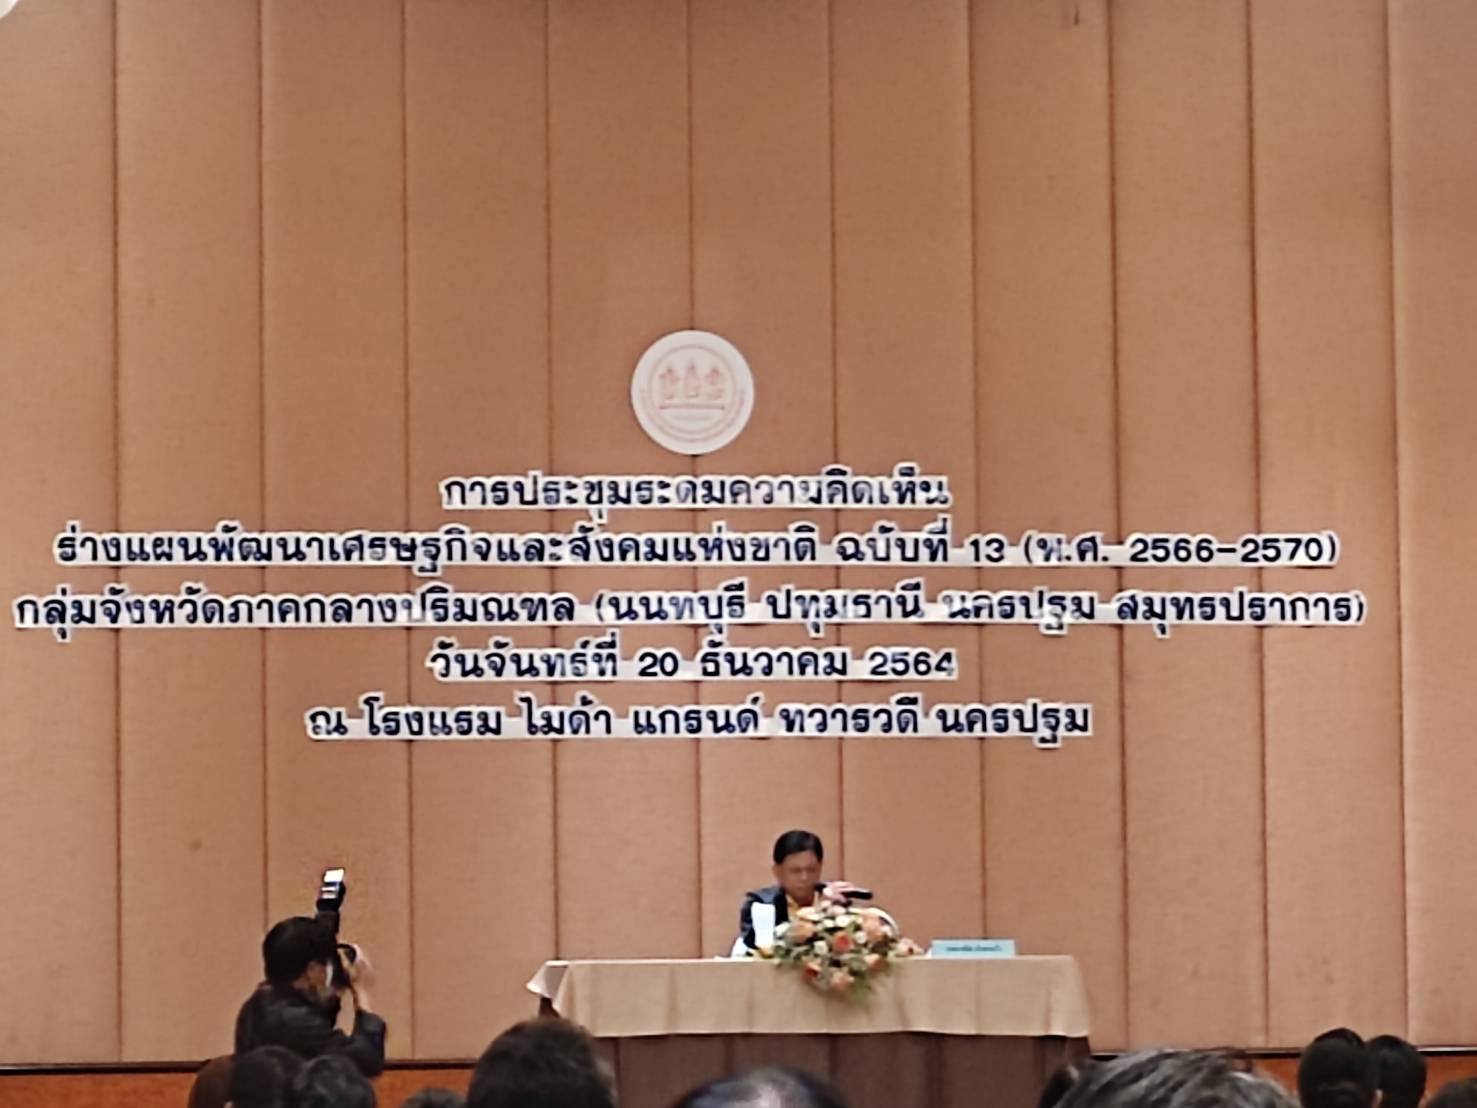 การประชุมระดมความคิดเห็น
ร่างแผนพัฒนาเศรษฐกิจและสังคมแห่งชาติ ฉบับที่ 13 (พ.ศ. 2566-2570)
กลุ่มจังหวัดภาคกลางปริมณฑล (นนทบุรี ปทุมธานี นครปฐม สมุทรปราการ)
วันจันทร์ที่ 20 ธันวาคม 2564
ณ โรงแรม ไมด้า แกรนด์ ทวารวดี นครปฐม